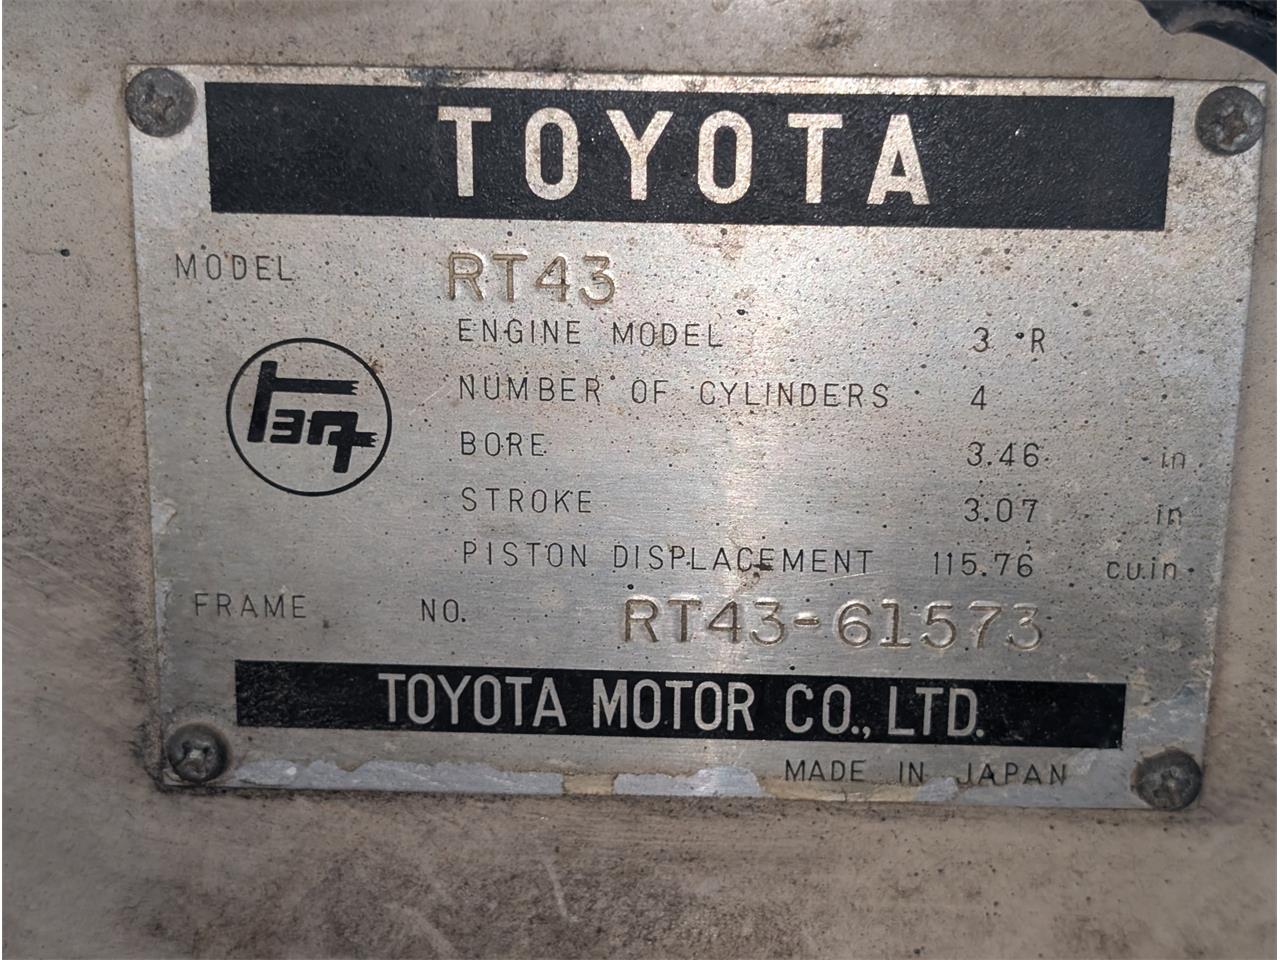 TOYOTA
MODEL RT43
ENGINE MODEL 3 R
NUMBER OF CYLINDERS 4
BORE 3.46 in
STROKE 3.07 in
PISTON DISPLACEMENT 115.76 cu.in
FRAME NO. RT43-61573
TOYOTA MOTOR CO., LTD.
MADE IN JAPAN